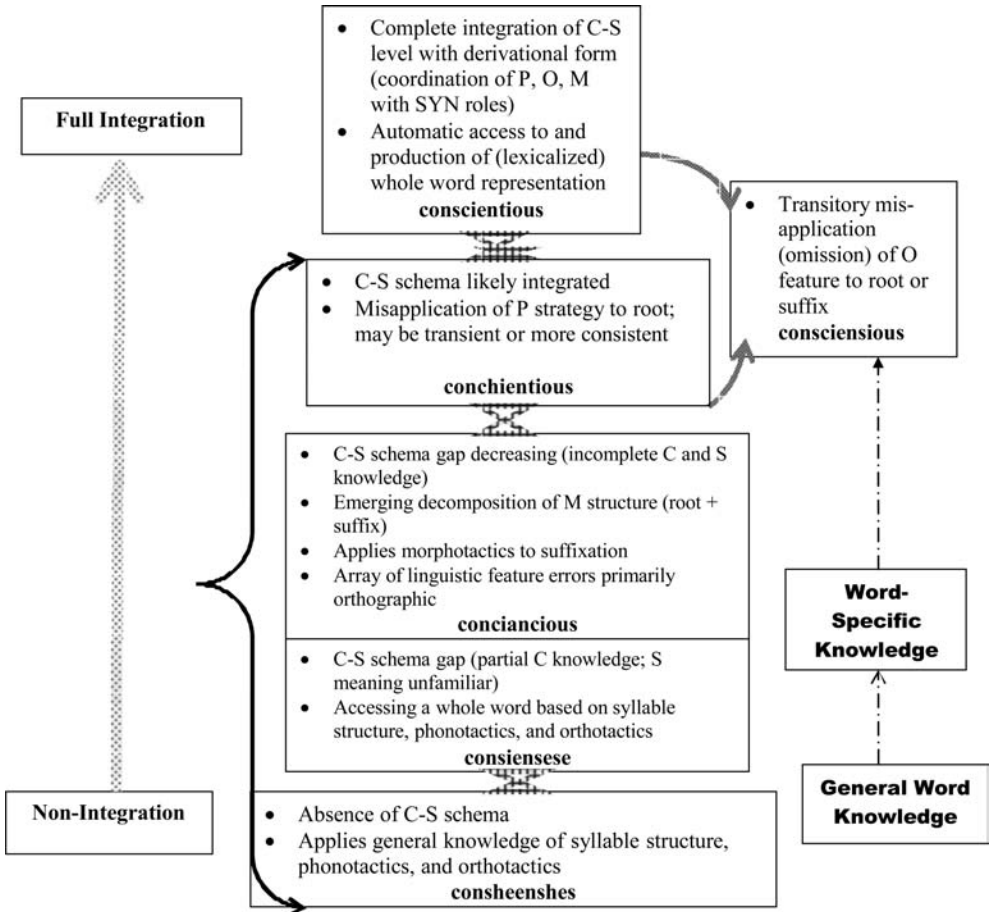 • Complete integration of C-S
level with derivational form
(coordination of P, O, M
with SYN roles)
• Automatic access to and
production of (lexicalized)
whole word representation
conscientious
Full Integration
• Transitory mis-
application
(omission) of O
feature to root or
suffix
consciensious
• C-S schema likely integrated
• Misapplication of P strategy to root;
may be transient or more consistent
conchientious
• C-S schema gap decreasing (incomplete C and S
knowledge)
• Emerging decomposition of M structure (root +
suffix)
• Applies morphotactics to suffixation
• Array of linguistic feature errors primarily
orthographic
conciancious
• C-S schema gap (partial C knowledge; S
meaning unfamiliar)
• Accessing a whole word based on syllable
structure, phonotactics, and orthotactics
consiensese
Word-
Specific
Knowledge
Non-Integration
• Absence of C-S schema
• Applies general knowledge of syllable structure,
phonotactics, and orthotactics
consheenshes
General Word
Knowledge